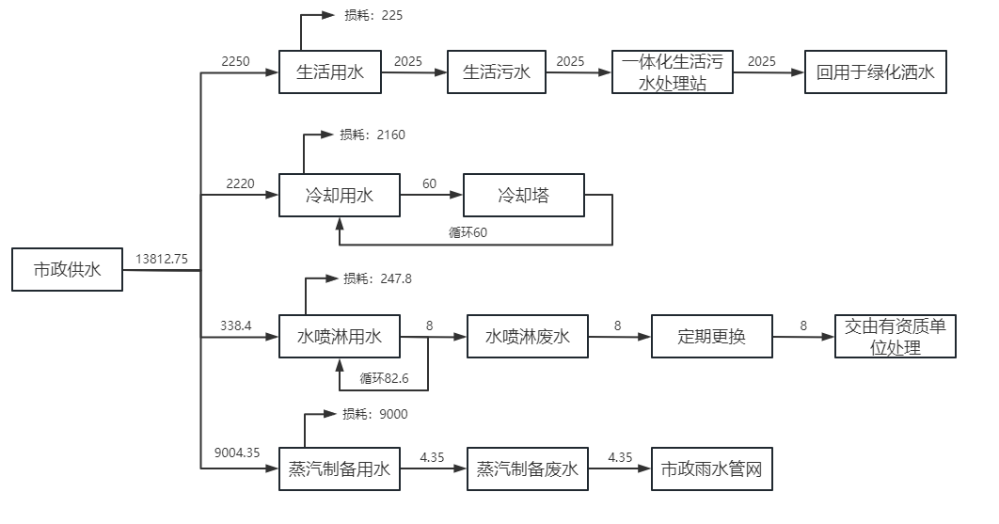 损耗：225
2250
生活用水
2025
生活污水
2025
一体化生活污
水处理站
2025
回用于绿化洒水
损耗：2160
2220
冷却用水
60
冷却塔
循环60
市政供水
13812.75
损耗：247.8
338.4
水喷淋用水
8
水喷淋废水
8
定期更换
8
交由有资质单
位处理
循环82.6
损耗：9000
9004.35
蒸汽制备用水
4.35
蒸汽制备废水
4.35
市政雨水管网